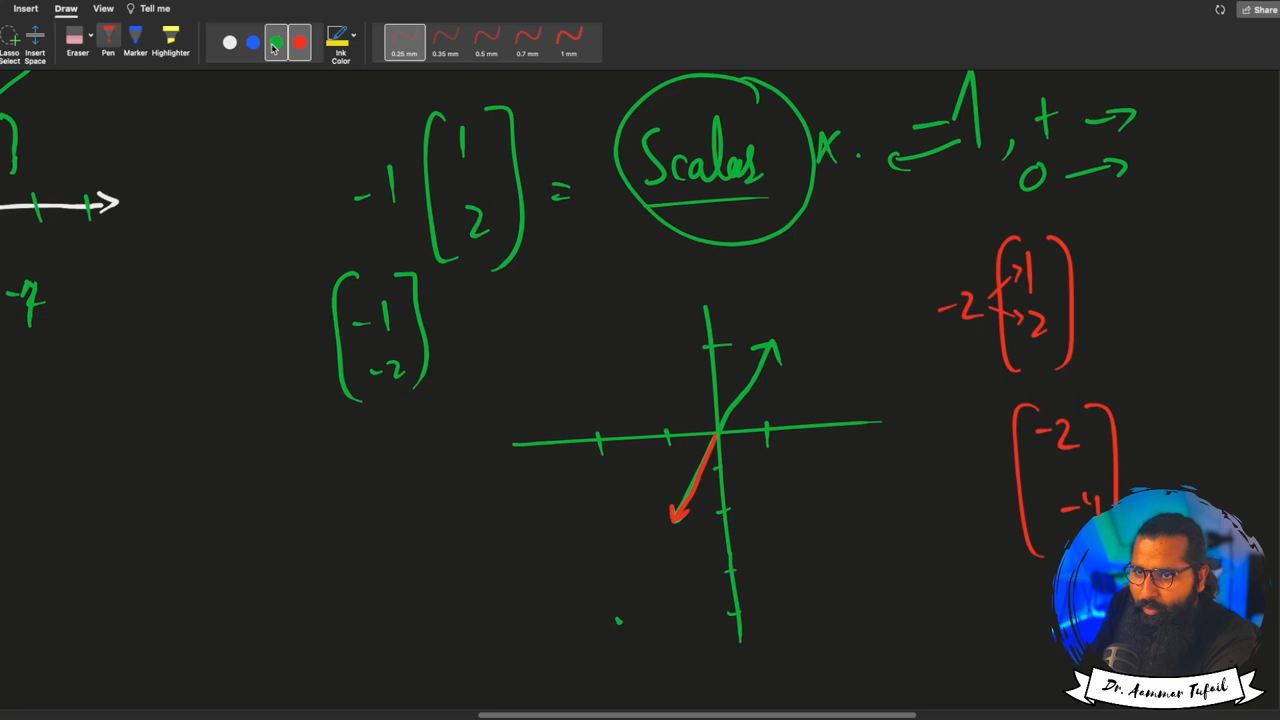 Insert Draw View Tell me
Share
Lasso Select
Insert Space
Eraser
Pen
Marker
Highlighter
Ink Color
0.25 mm
0.35 mm
0.5 mm
0.7 mm
1 mm
-1 (1 2) =
Scalar
-1, +
0
(-1 -2)
-2 (1 2)
(-2 -4)
Dr. Aammar Tufail